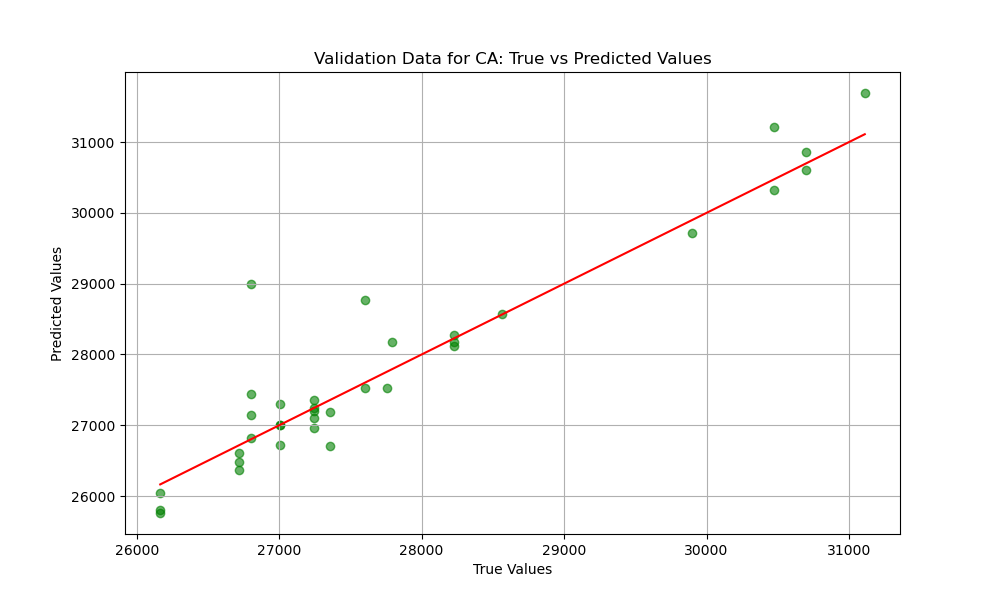 Validation Data for CA: True vs Predicted Values
Predicted Values
31000
30000
29000
28000
27000
26000
26000 27000 28000 29000 30000 31000
True Values